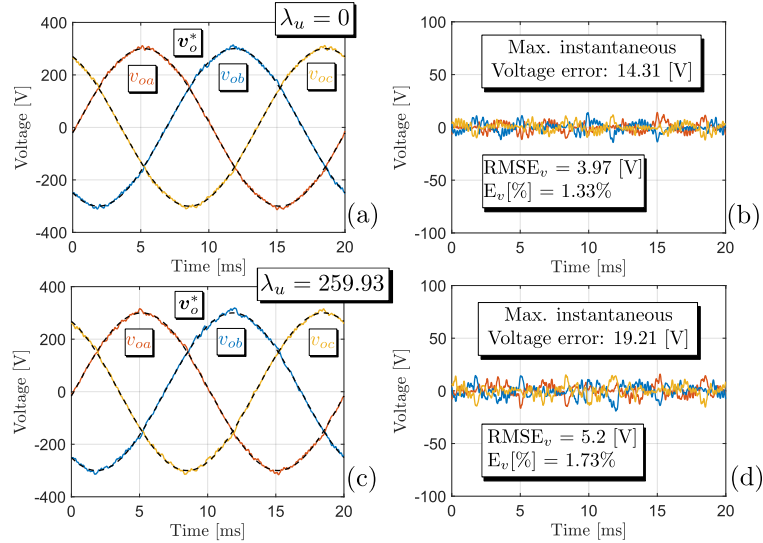 λu = 0
400
200
0
-200
-400
Voltage [V]
v*o
voa
vob
voc
0
5
10
15
20
Time [ms]
(a)
100
50
0
-50
-100
Voltage [V]
Max. instantaneous
Voltage error: 14.31 [V]
RMSEv = 3.97 [V]
Ev[%] = 1.33%
0
5
10
15
20
Time [ms]
(b)
λu = 259.93
400
200
0
-200
-400
Voltage [V]
v*o
voa
vob
voc
0
5
10
15
20
Time [ms]
(c)
100
50
0
-50
-100
Voltage [V]
Max. instantaneous
Voltage error: 19.21 [V]
RMSEv = 5.2 [V]
Ev[%] = 1.73%
0
5
10
15
20
Time [ms]
(d)